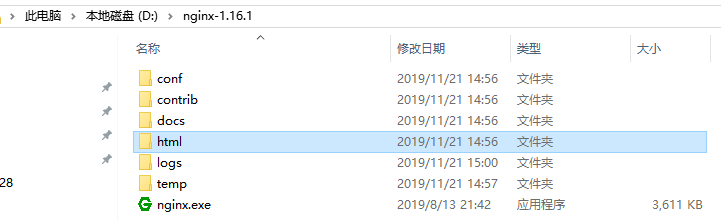 此电脑 > 本地磁盘 (D:) > nginx-1.16.1
名称 修改日期 类型 大小
conf 2019/11/21 14:56 文件夹
contrib 2019/11/21 14:56 文件夹
docs 2019/11/21 14:56 文件夹
html 2019/11/21 14:56 文件夹
logs 2019/11/21 15:00 文件夹
temp 2019/11/21 14:57 文件夹
28
nginx.exe 2019/8/13 21:42 应用程序 3,611 KB